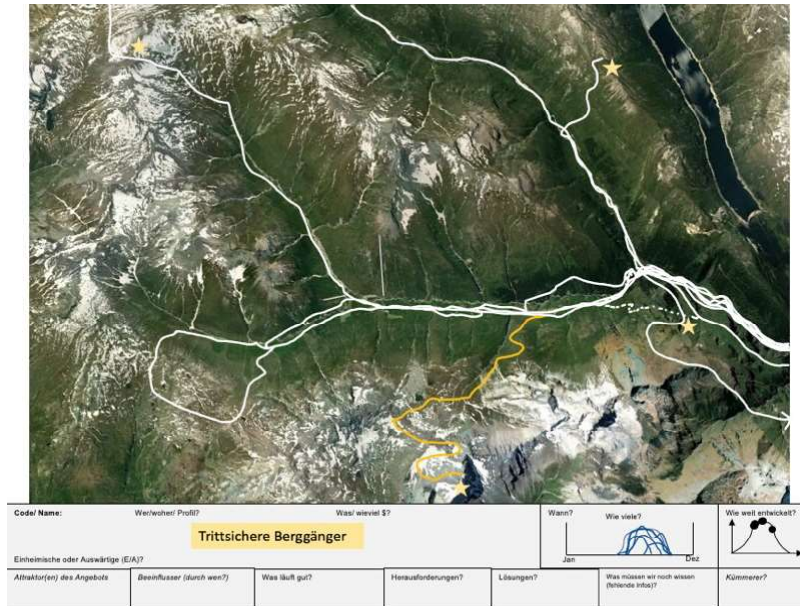 Code/ Name: Wer/woher/ Profil? Was/ wieviel $? Wann? Wie viele? Wie weit entwickelt?
Trittsichere Berggänger
Einheimische oder Auswärtige (E/A)? Jan Dez
Attraktor(en) des Angebots Beeinflusser (durch wen?) Was läuft gut? Herausforderungen? Lösungen? Was müssen wir noch wissen Kümmerer?
(fehlende Infos)?